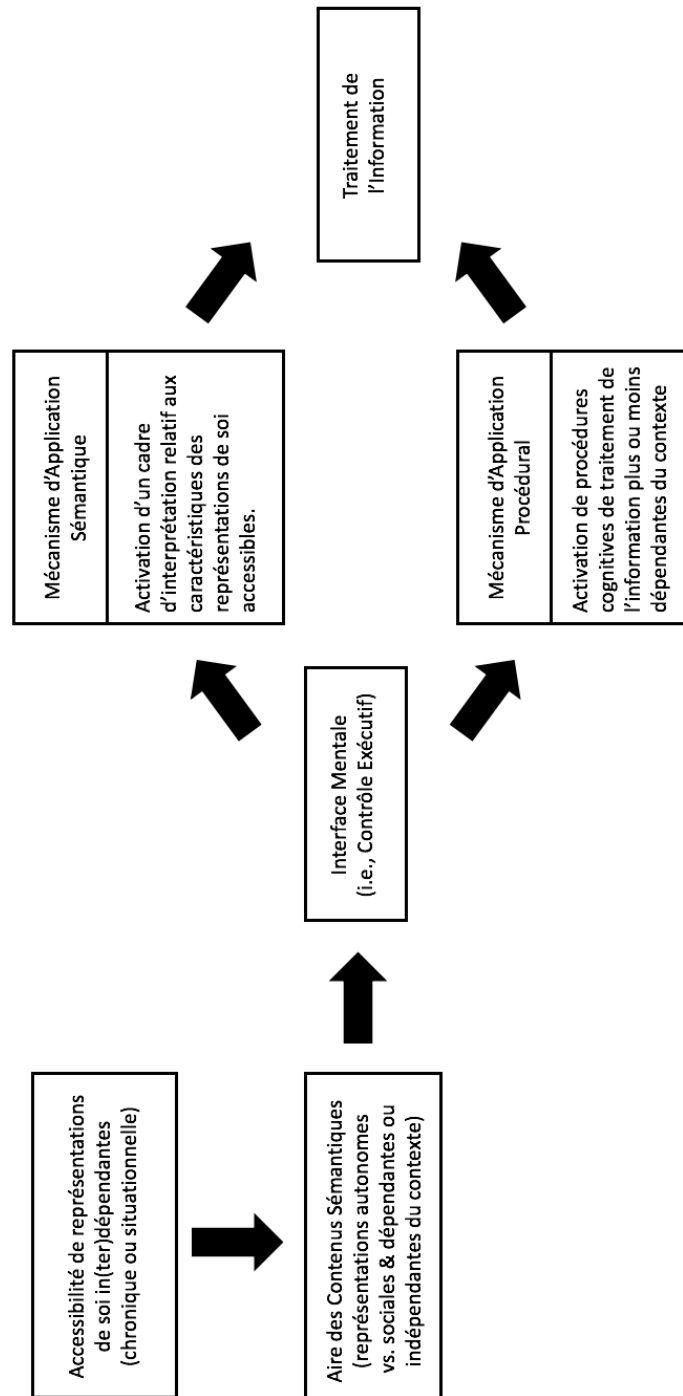 Accessibilité de représentations
de soi in(ter)dépendantes
(chronique ou situationnelle)
Aire des Contenus Sémantiques
(représentations autonomes
vs. sociales & dépendantes ou
indépendantes du contexte)
Interface Mentale
(i.e., Contrôle Exécutif)
Mécanisme d’Application
Sémantique
Activation d’un cadre
d’interprétation relatif aux
caractéristiques des
représentations de soi
accessibles.
Mécanisme d’Application
Procédural
Activation de procédures
cognitives de traitement de
l’information plus ou moins
dépendantes du contexte
Traitement de
l’Information